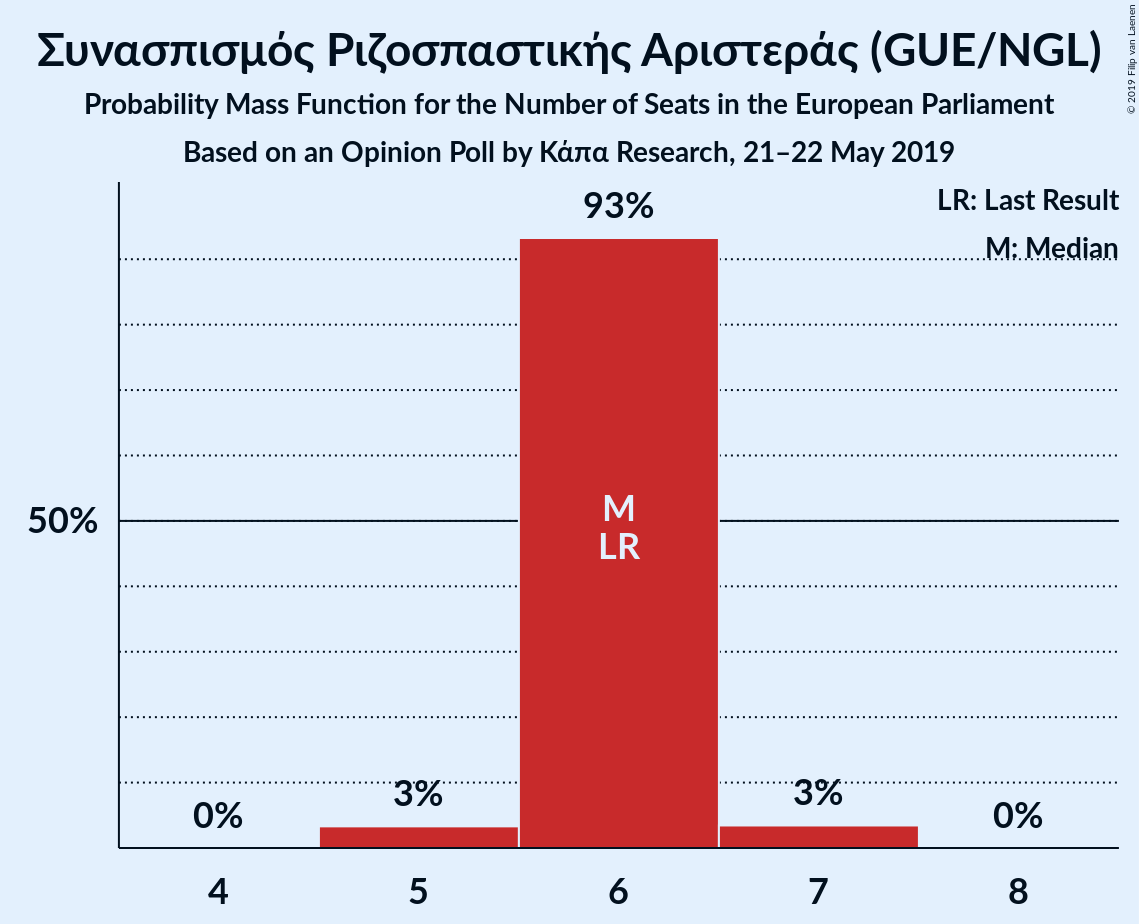 Συνασπισμός Ριζοσπαστικής Αριστεράς (GUE/NGL)
Probability Mass Function for the Number of Seats in the European Parliament
Based on an Opinion Poll by Κάπα Research, 21–22 May 2019
© 2019 Filip van Laenen
LR: Last Result
M: Median
93%
50%
M
LR
0%
3%
3%
0%
4
5
6
7
8